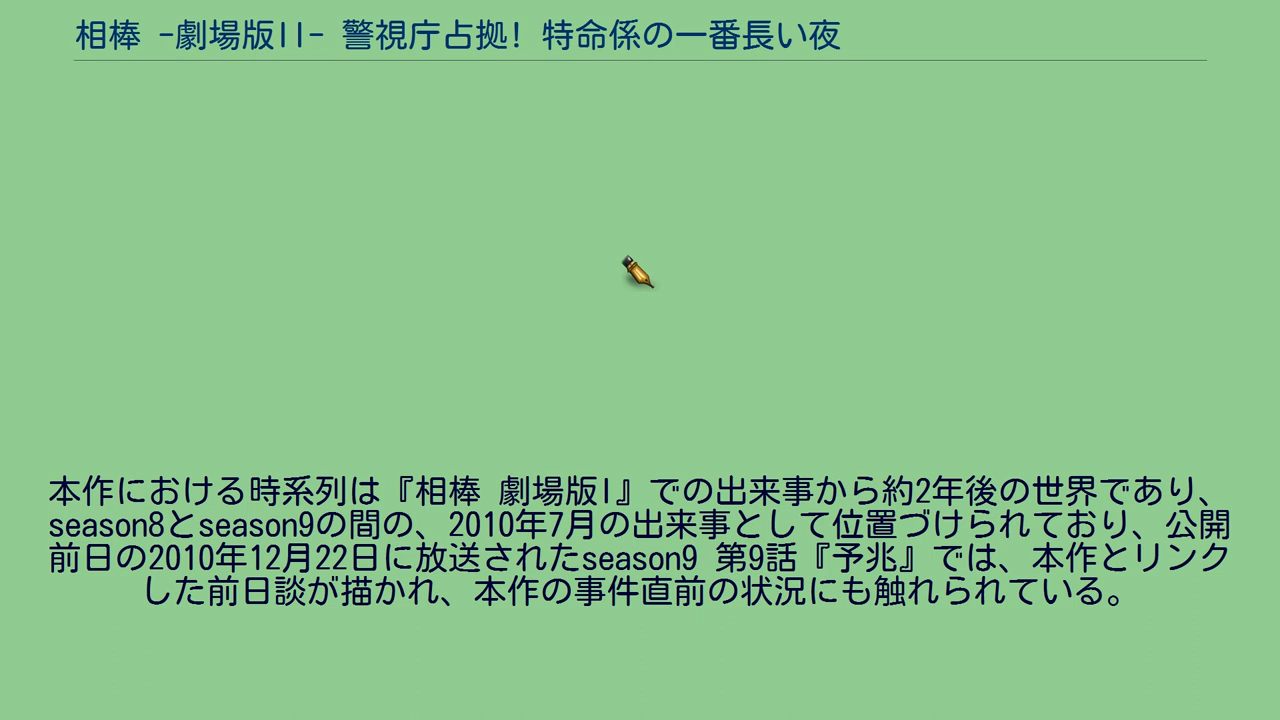 相棒 -劇場版II- 警視庁占拠! 特命係の一番長い夜
本作における時系列は『相棒 劇場版I』での出来事から約2年後の世界であり、
season8とseason9の間の、2010年7月の出来事として位置づけられており、公開
前日の2010年12月22日に放送されたseason9 第9話『予兆』では、本作とリンク
した前日談が描かれ、本作の事件直前の状況にも触れられている。